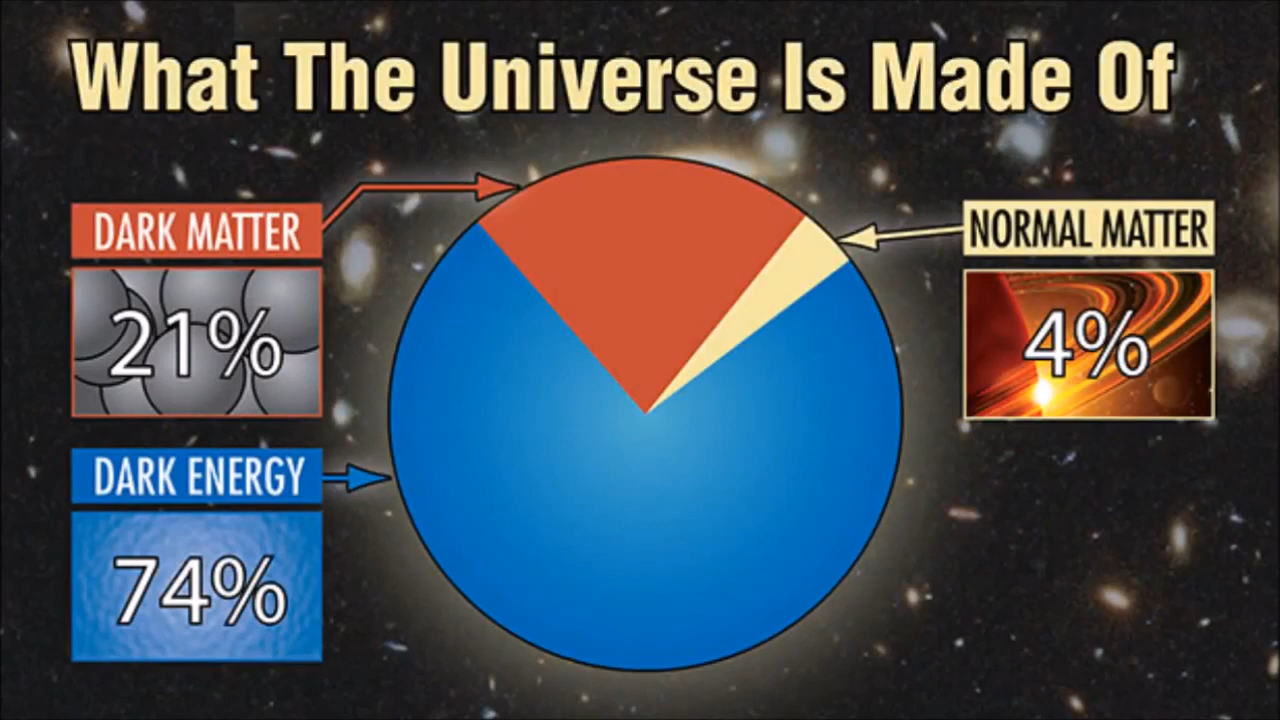 What The Universe Is Made Of
DARK MATTER
21%
DARK ENERGY
74%
NORMAL MATTER
4%